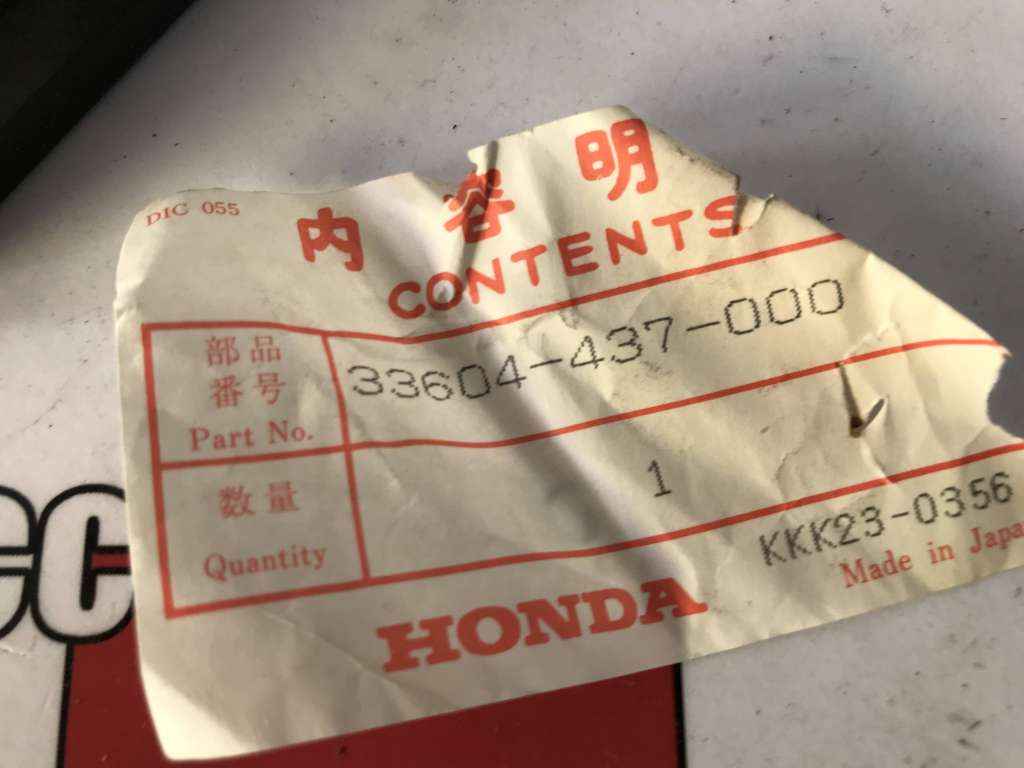 DIC 055
内容明
CONTENTS
部品
番号
Part No.
33604-437-000
数量
Quantity
1
KKK23-0356
Made in Japa
HONDA